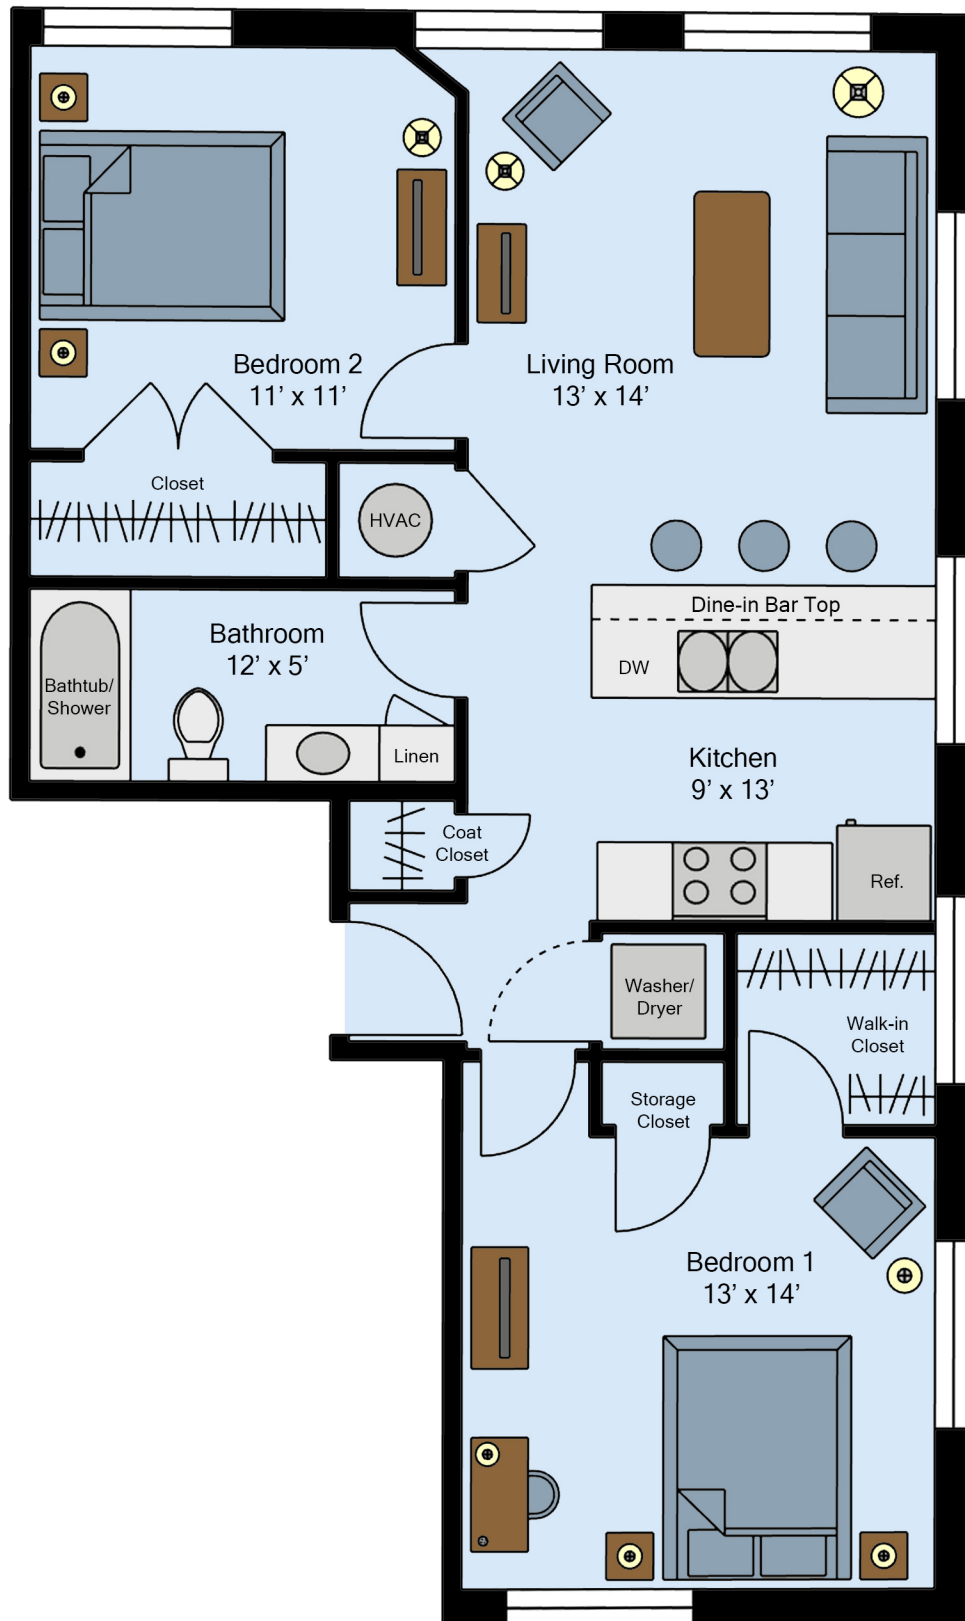 Bedroom 2
11’ x 11’
Living Room
13’ x 14’
Closet
HVAC
Dine-in Bar Top
DW
Bathroom
12’ x 5’
Bathtub/
Shower
Linen
Kitchen
9’ x 13’
Coat
Closet
Ref.
Washer/
Dryer
Walk-in
Closet
Storage
Closet
Bedroom 1
13’ x 14’